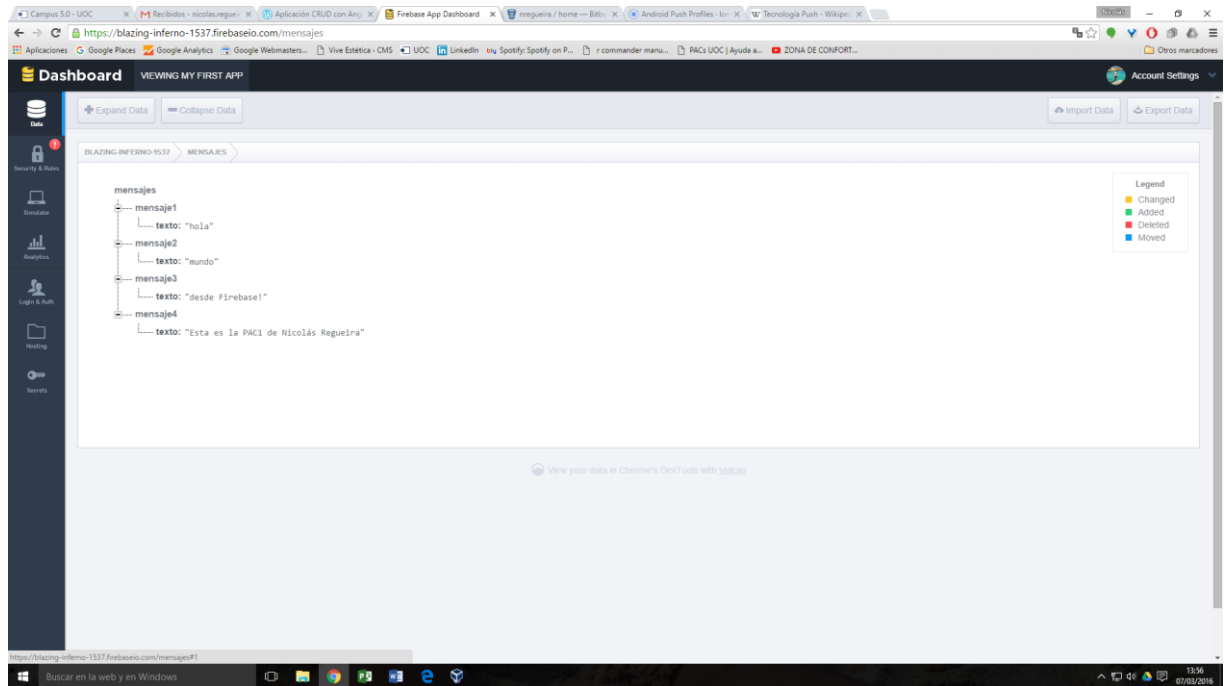 Campus 5.0 - UOC
Recibidos - nicolas.reguei
Aplicación CRUD con Ang
Firebase App Dashboard
nregueira / home — Bitbu
Android Push Profiles - Ion
Tecnología Push - Wikiped
Nicolás
https://blazing-inferno-1537.firebaseio.com/mensajes
Aplicaciones Google Places Google Analytics Google Webmasters... Vive Estética - CMS UOC LinkedIn Spotify: Spotify on P... r commander manu... PACs UOC | Ayuda a... ZONA DE CONFORT... Otros marcadores
Dashboard VIEWING MY FIRST APP Account Settings
Data
Security & Rules
Simulator
Analytics
Login & Auth
Hosting
Secrets
Expand Data Collapse Data Import Data Export Data
BLAZING-INFERNO-1537 MENSAJES
mensajes
mensaje1
texto: "hola"
mensaje2
texto: "mundo"
mensaje3
texto: "desde Firebase!"
mensaje4
texto: "Esta es la PAC1 de Nicolás Regueira"
Legend
Changed
Added
Deleted
Moved
View your data in Chrome's DevTools with Vulcan
https://blazing-inferno-1537.firebaseio.com/mensajes#1
Buscar en la web y en Windows
13:56
07/03/2016